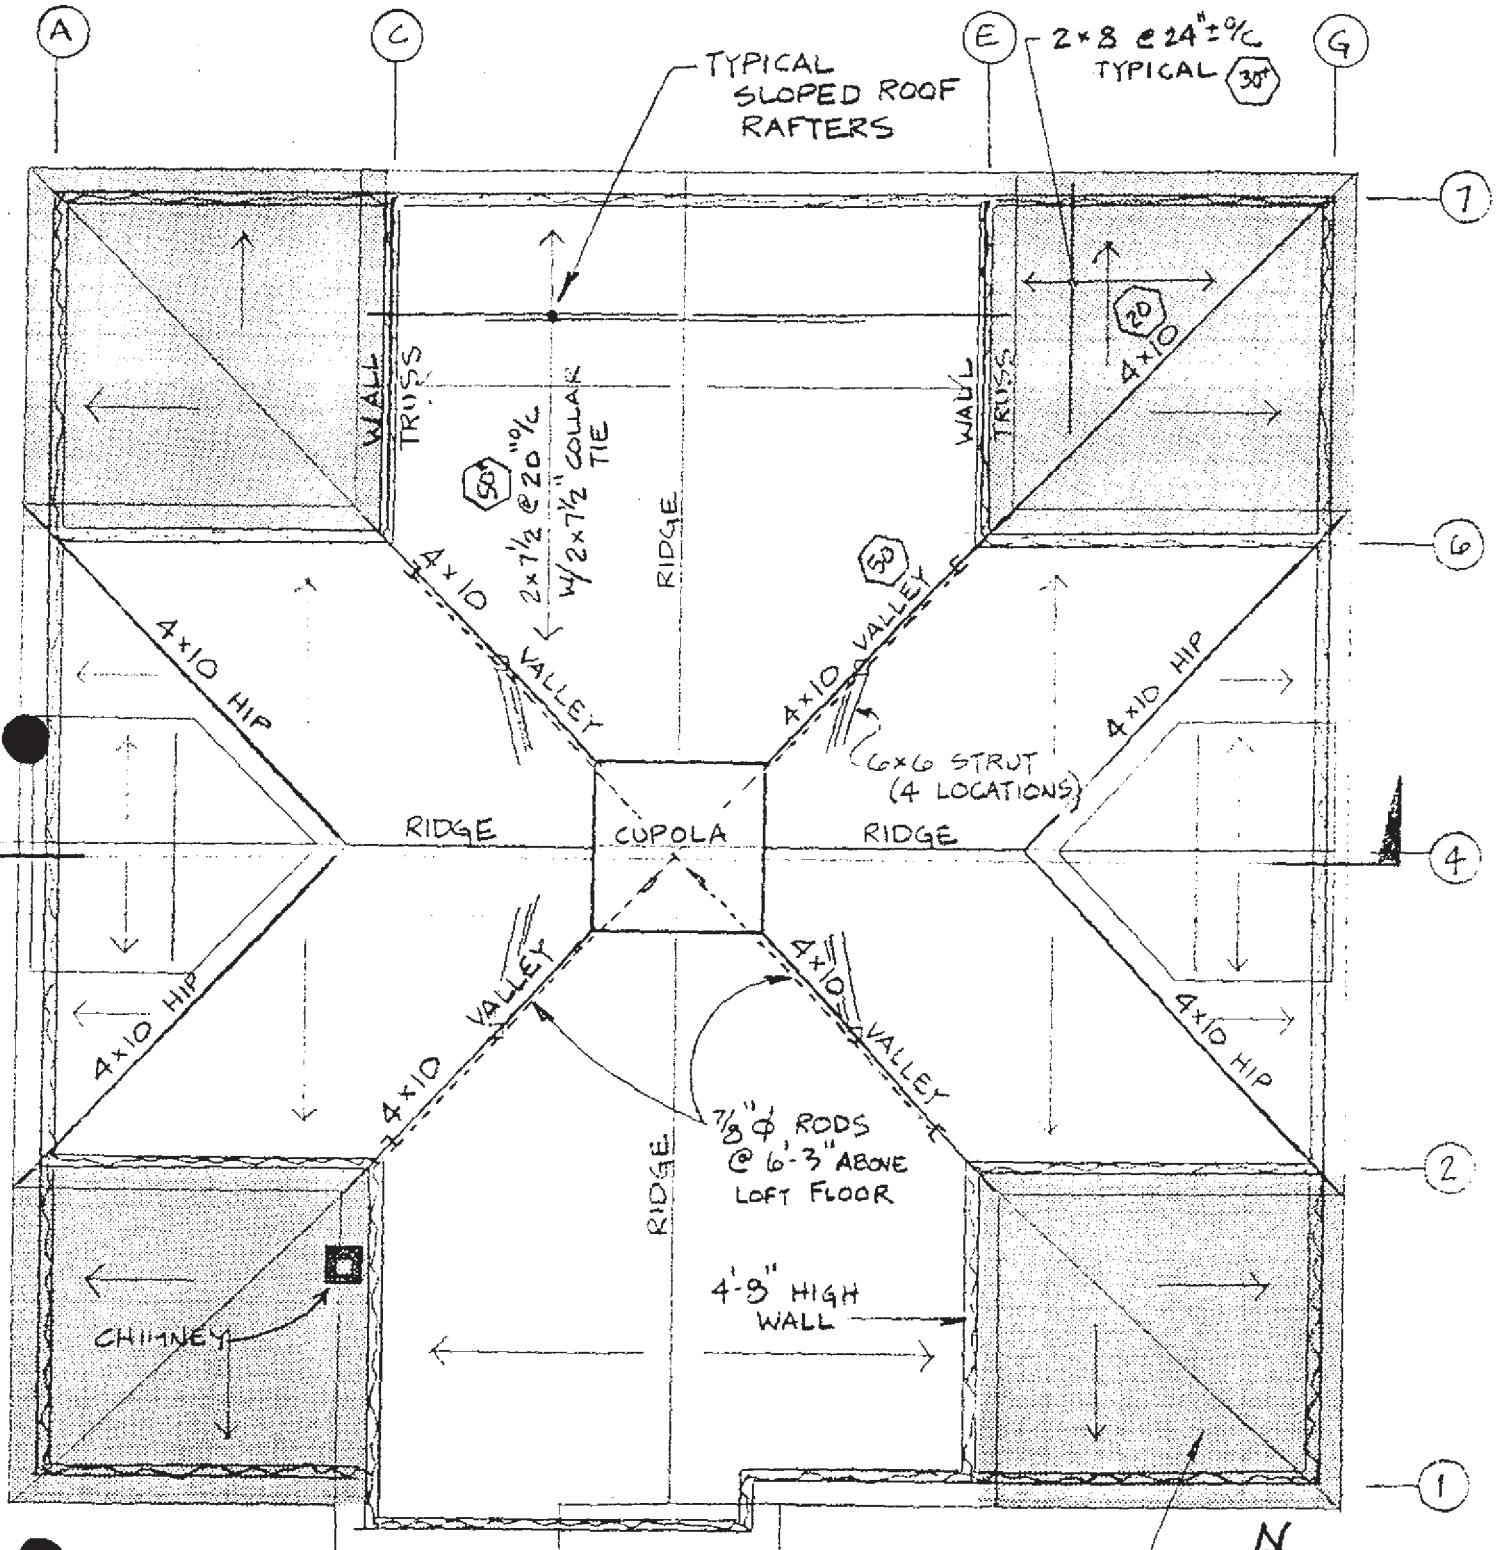 A
C
E
G
2×8 @ 24"± o/c
TYPICAL 30+
TYPICAL
SLOPED ROOF
RAFTERS
7
20
4×10
WALL
TRUSS
WALL
TRUSS
50+
2×7½ @ 20" o/c
W/ 2×7½" COLLAR
TIE
RIDGE
6
4×10
VALLEY
50
4×10 VALLEY
4×10 HIP
4×10 HIP
6×6 STRUT
(4 LOCATIONS)
RIDGE
CUPOLA
RIDGE
4
4×10 HIP
4×10 VALLEY
4×10
VALLEY
4×10 HIP
7/8"ϕ RODS
@ 6'-3" ABOVE
LOFT FLOOR
RIDGE
2
4'-8" HIGH
WALL
CHIMNEY
1
N